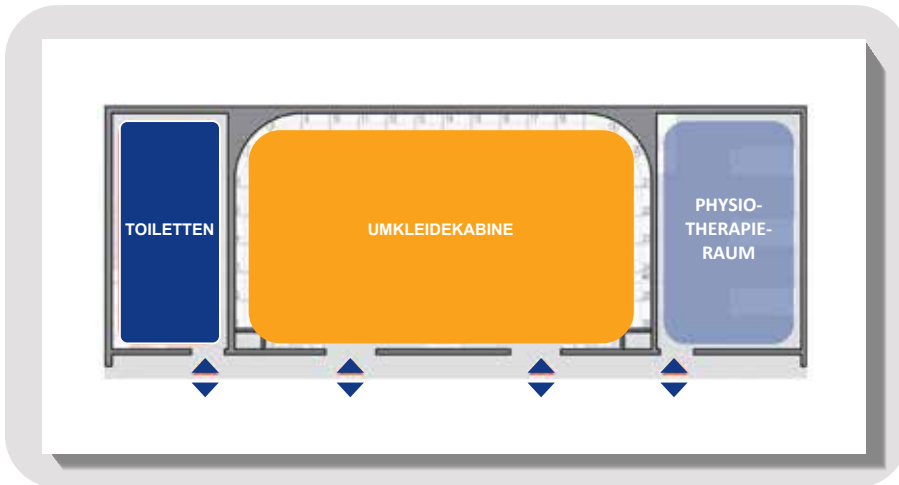 TOILETTEN
UMKLEIDEKABINE
PHYSIO-
THERAPIE-
RAUM